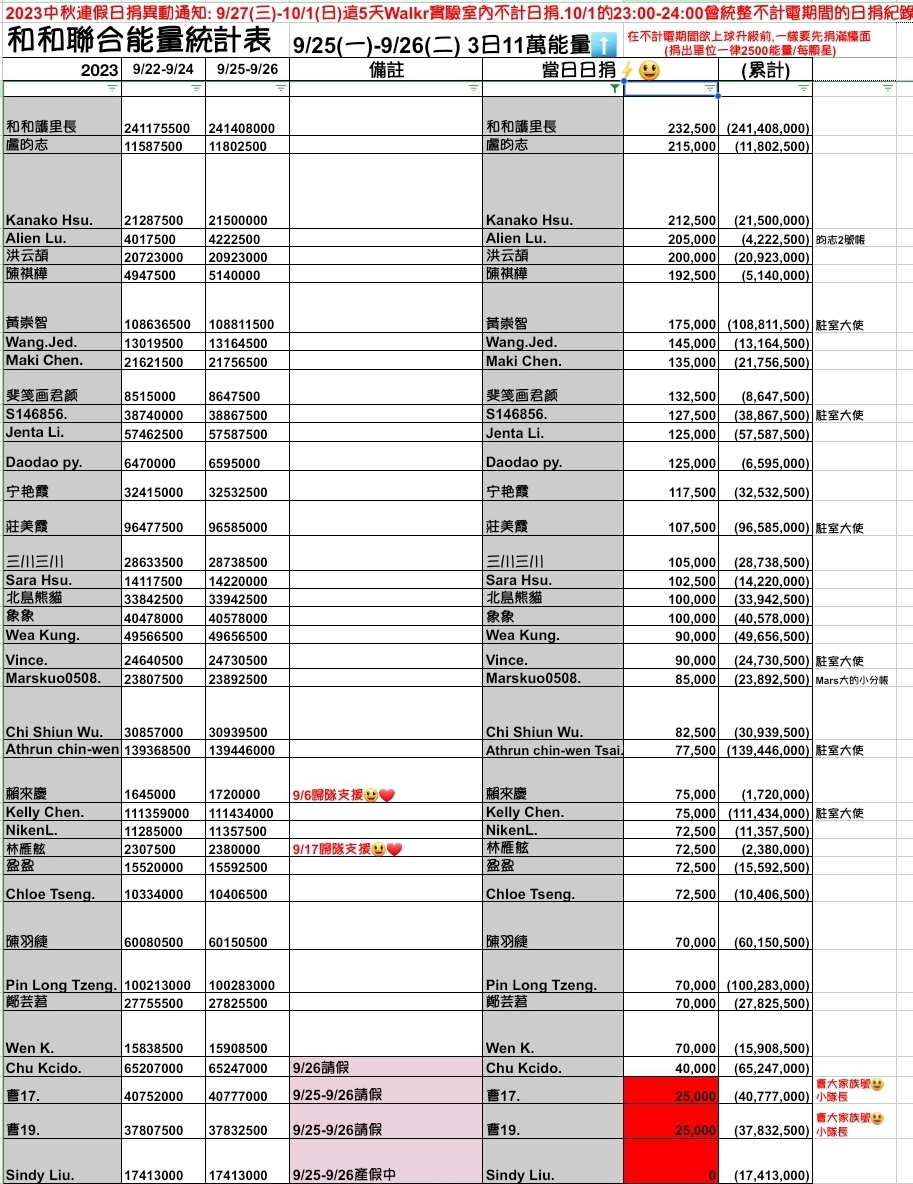 2023中秋連假日捐異動通知: 9/27(三)-10/1(日)這5天Walkr實驗室內不計日捐.10/1的23:00-24:00會統整不計電期間的日捐紀錄
和和聯合能量統計表 9/25(一)-9/26(二) 3日11萬能量⬆️ 在不計電期間欲上球升級前,一樣要先捐滿檯面
(捐出單位一律2500能量/每顆星)
2023 9/22-9/24 9/25-9/26 備註 當日日捐⚡😃 (累計)
和和護里長 241175500 241408000 和和護里長 232,500 (241,408,000)
盧昀志 11587500 11802500 盧昀志 215,000 (11,802,500)
Kanako Hsu. 21287500 21500000 Kanako Hsu. 212,500 (21,500,000)
Alien Lu. 4017500 4222500 Alien Lu. 205,000 (4,222,500) 昀志2號帳
洪云頡 20723000 20923000 洪云頡 200,000 (20,923,000)
陳祺樺 4947500 5140000 陳祺樺 192,500 (5,140,000)
黃崇智 108636500 108811500 黃崇智 175,000 (108,811,500) 駐室大使
Wang.Jed. 13019500 13164500 Wang.Jed. 145,000 (13,164,500)
Maki Chen. 21621500 21756500 Maki Chen. 135,000 (21,756,500)
斐笺画君颜 8515000 8647500 斐笺画君颜 132,500 (8,647,500)
S146856. 38740000 38867500 S146856. 127,500 (38,867,500) 駐室大使
Jenta Li. 57462500 57587500 Jenta Li. 125,000 (57,587,500)
Daodao py. 6470000 6595000 Daodao py. 125,000 (6,595,000)
宁艳霞 32415000 32532500 宁艳霞 117,500 (32,532,500)
莊美霞 96477500 96585000 莊美霞 107,500 (96,585,000) 駐室大使
三川三川 28633500 28738500 三川三川 105,000 (28,738,500)
Sara Hsu. 14117500 14220000 Sara Hsu. 102,500 (14,220,000)
北島熊貓 33842500 33942500 北島熊貓 100,000 (33,942,500)
象象 40478000 40578000 象象 100,000 (40,578,000)
Wea Kung. 49566500 49656500 Wea Kung. 90,000 (49,656,500)
Vince. 24640500 24730500 Vince. 90,000 (24,730,500) 駐室大使
Marskuo0508. 23807500 23892500 Marskuo0508. 85,000 (23,892,500) Mars大的小分帳
Chi Shiun Wu. 30857000 30939500 Chi Shiun Wu. 82,500 (30,939,500)
Athrun chin-wen 139368500 139446000 Athrun chin-wen Tsai. 77,500 (139,446,000) 駐室大使
賴來慶 1645000 1720000 9/6歸隊支援😃❤️ 賴來慶 75,000 (1,720,000)
Kelly Chen. 111359000 111434000 Kelly Chen. 75,000 (111,434,000) 駐室大使
NikenL. 11285000 11357500 NikenL. 72,500 (11,357,500)
林雁舷 2307500 2380000 9/17歸隊支援😃❤️ 林雁舷 72,500 (2,380,000)
盈盈 15520000 15592500 盈盈 72,500 (15,592,500)
Chloe Tseng. 10334000 10406500 Chloe Tseng. 72,500 (10,406,500)
陳羽緁 60080500 60150500 陳羽緁 70,000 (60,150,500)
Pin Long Tzeng. 100213000 100283000 Pin Long Tzeng. 70,000 (100,283,000)
鄭芸莙 27755500 27825500 鄭芸莙 70,000 (27,825,500)
Wen K. 15838500 15908500 Wen K. 70,000 (15,908,500)
Chu Kcido. 65207000 65247000 9/26請假 Chu Kcido. 40,000 (65,247,000)
曹17. 40752000 40777000 9/25-9/26請假 曹17. 25,000 (40,777,000) 曹大家族號😃
小隊長
曹19. 37807500 37832500 9/25-9/26請假 曹19. 25,000 (37,832,500) 曹大家族號😃
小隊長
Sindy Liu. 17413000 17413000 9/25-9/26產假中 Sindy Liu. 0 (17,413,000)